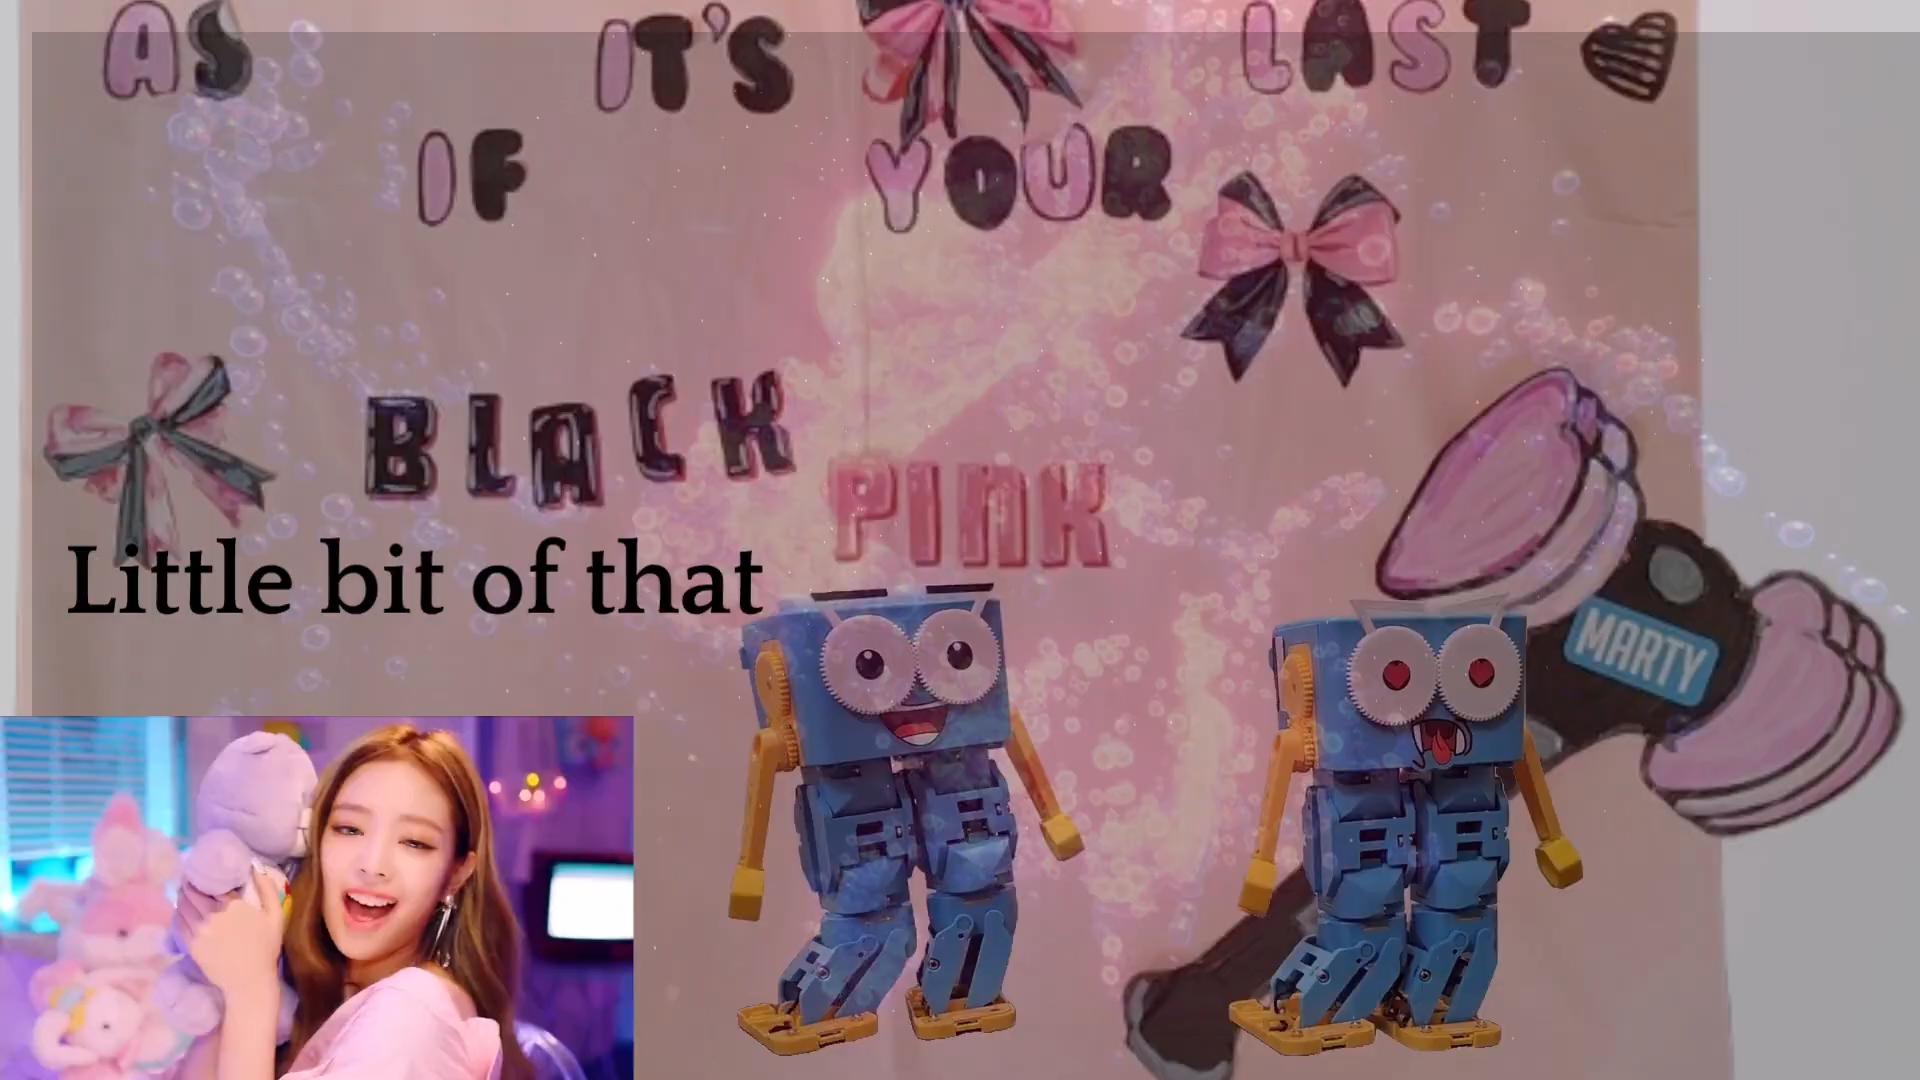 AS IT'S LAST
IF YOUR
BLACK
PINK
Little bit of that
MARTY